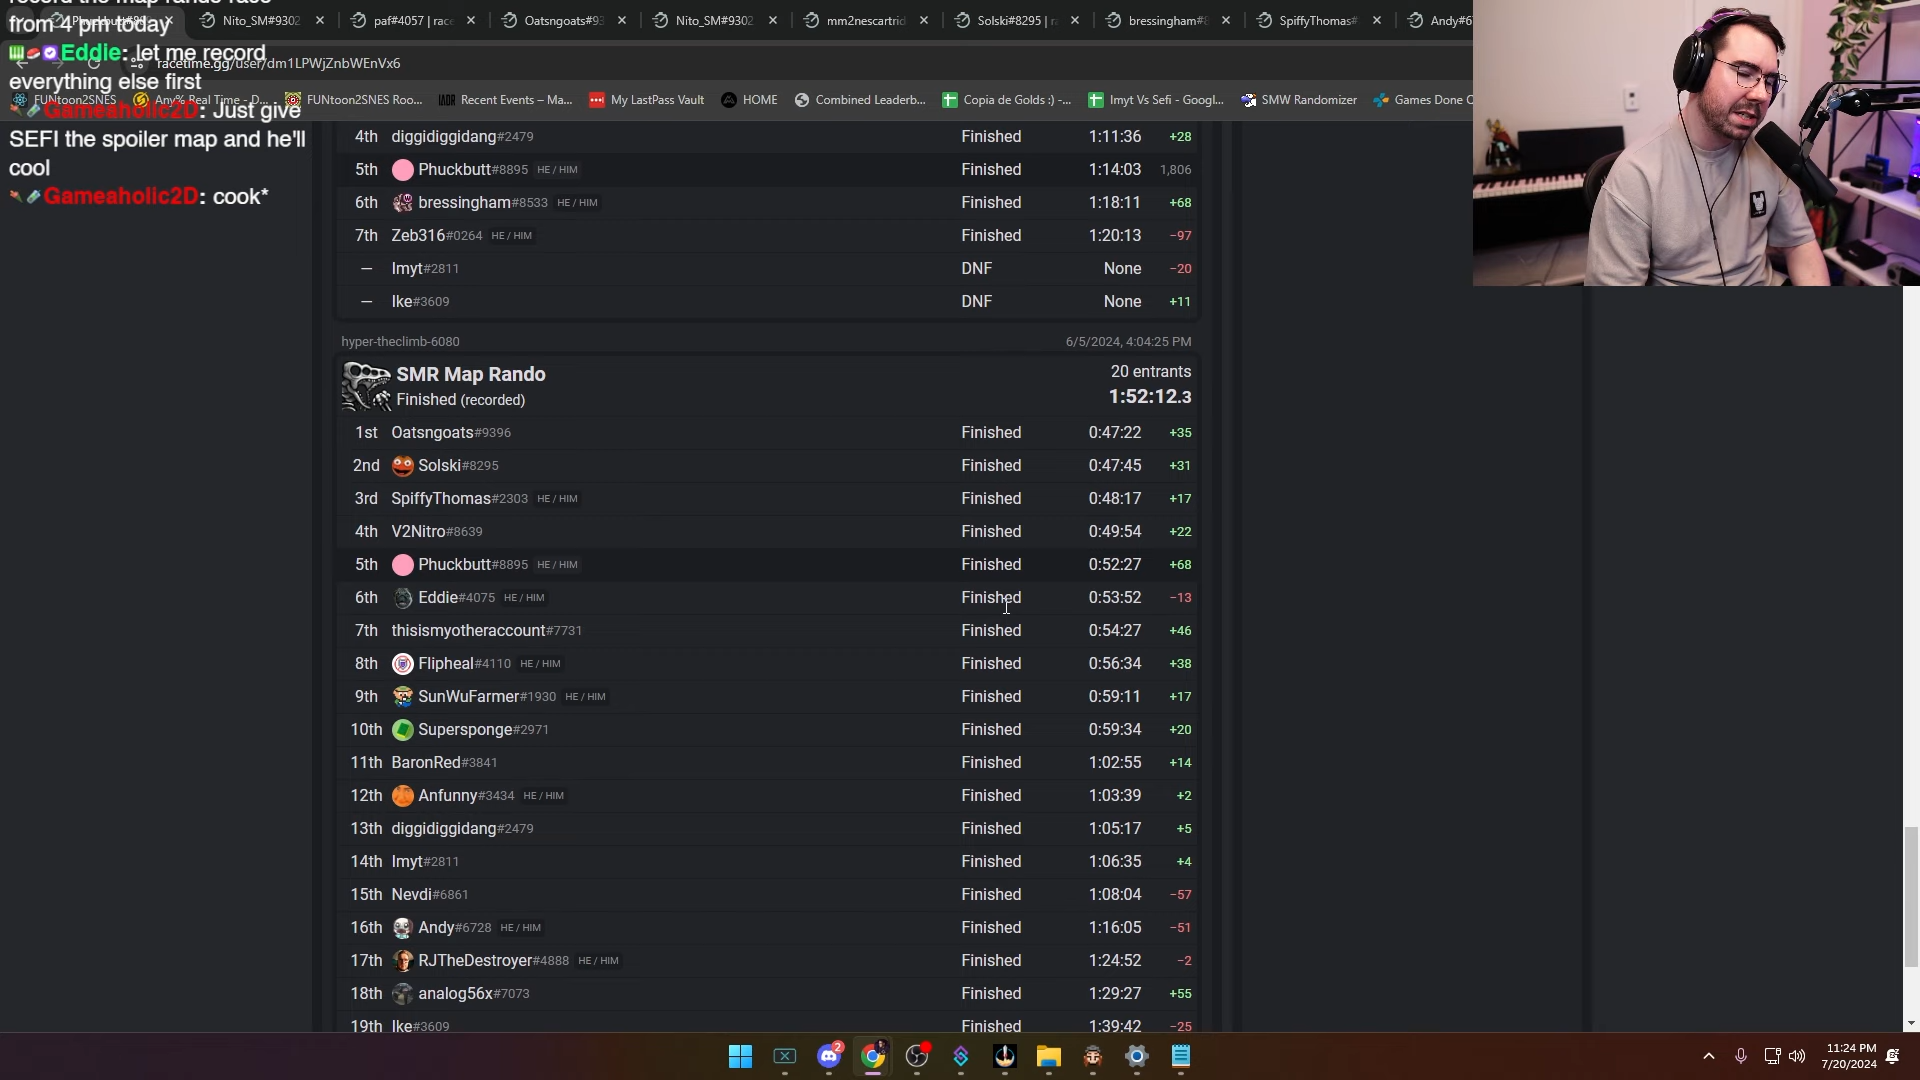 Phuckbutt#88
Nito_SM#9302
paf#4057 | race
Oatsngoats#93
Nito_SM#9302
mm2nescartrid
Solski#8295 | ra
bressingham#8
SpiffyThomas#
Andy#67
racetime.gg/user/dm1LPWjZnbWEnVx6
FUNtoon2SNES
Any% Real Time - D...
FUNtoon2SNES Roo...
Recent Events – Ma...
My LastPass Vault
HOME
Combined Leaderb...
Copia de Golds :) -...
Imyt Vs Sefi - Googl...
SMW Randomizer
Games Done C
record the map rando race
from 4 pm today
Eddie: let me record
everything else first
Gameaholic2D: Just give
SEFI the spoiler map and he'll
cool
Gameaholic2D: cook*
4th diggidiggidang#2479 Finished 1:11:36 +28
5th Phuckbutt#8895 HE / HIM Finished 1:14:03 1,806
6th bressingham#8533 HE / HIM Finished 1:18:11 +68
7th Zeb316#0264 HE / HIM Finished 1:20:13 −97
— Imyt#2811 DNF None −20
— Ike#3609 DNF None +11
hyper-theclimb-6080 6/5/2024, 4:04:25 PM
SMR Map Rando 20 entrants
Finished (recorded) 1:52:12.3
1st Oatsngoats#9396 Finished 0:47:22 +35
2nd Solski#8295 Finished 0:47:45 +31
3rd SpiffyThomas#2303 HE / HIM Finished 0:48:17 +17
4th V2Nitro#8639 Finished 0:49:54 +22
5th Phuckbutt#8895 HE / HIM Finished 0:52:27 +68
6th Eddie#4075 HE / HIM Finished 0:53:52 −13
7th thisismyotheraccount#7731 Finished 0:54:27 +46
8th Flipheal#4110 HE / HIM Finished 0:56:34 +38
9th SunWuFarmer#1930 HE / HIM Finished 0:59:11 +17
10th Supersponge#2971 Finished 0:59:34 +20
11th BaronRed#3841 Finished 1:02:55 +14
12th Anfunny#3434 HE / HIM Finished 1:03:39 +2
13th diggidiggidang#2479 Finished 1:05:17 +5
14th Imyt#2811 Finished 1:06:35 +4
15th Nevdi#6861 Finished 1:08:04 −57
16th Andy#6728 HE / HIM Finished 1:16:05 −51
17th RJTheDestroyer#4888 HE / HIM Finished 1:24:52 −2
18th analog56x#7073 Finished 1:29:27 +55
19th Ike#3609 Finished 1:39:42 −25
2
11:24 PM
7/20/2024